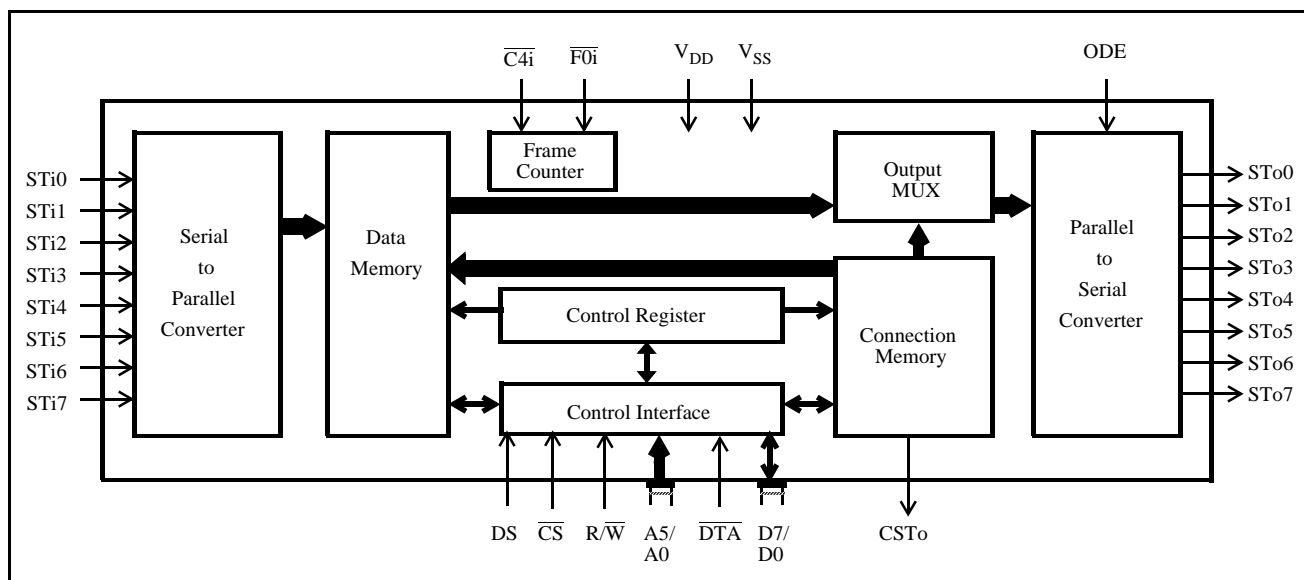 C4i
F0i
VDD
VSS
ODE
Frame
Counter
Output
MUX
STi0
STi1
STi2
STi3
STi4
STi5
STi6
STi7
Serial
to
Parallel
Converter
Data
Memory
Control Register
Control Interface
Connection
Memory
Parallel
to
Serial
Converter
STo0
STo1
STo2
STo3
STo4
STo5
STo6
STo7
DS
CS
R/W
A5/
A0
DTA
D7/
D0
CSTo